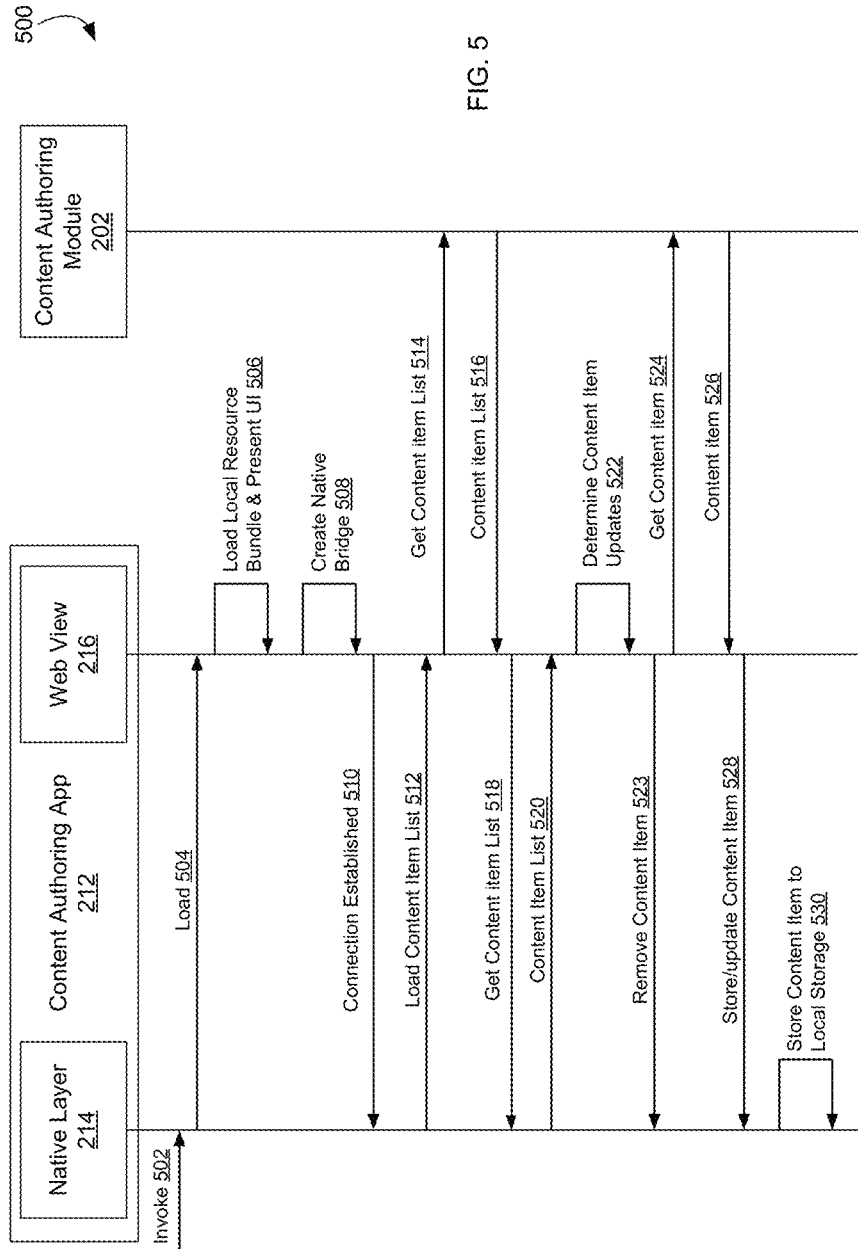 500
Content Authoring App
212
Native Layer
214
Web View
216
Content Authoring
Module
202
Invoke 502
Load 504
Load Local Resource
Bundle & Present UI 506
Create Native
Bridge 508
Connection Established 510
Load Content Item List 512
Get Content item List 514
Content item List 516
Get Content item List 518
Content Item List 520
Determine Content Item
Updates 522
Remove Content Item 523
Get Content item 524
Content item 526
Store/update Content Item 528
Store Content Item to
Local Storage 530
FIG. 5